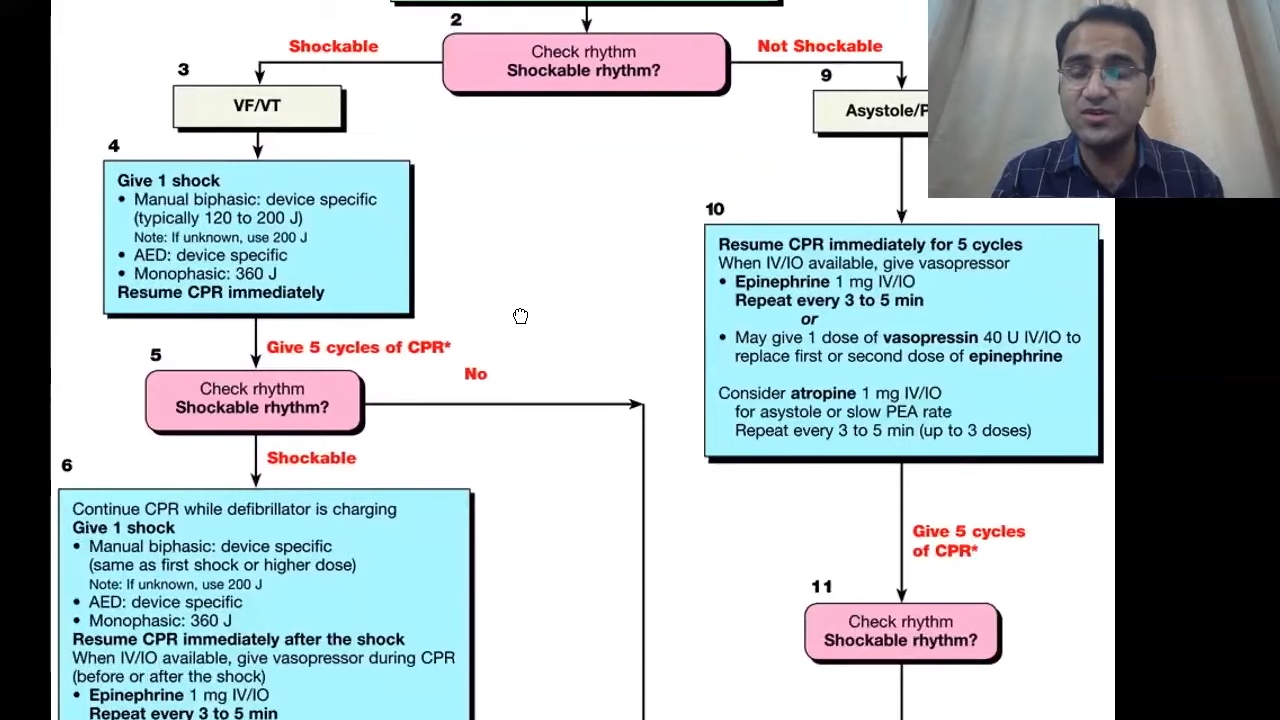 2
Check rhythm
Shockable rhythm?
Shockable
Not Shockable
3
VF/VT
4
Give 1 shock
• Manual biphasic: device specific
(typically 120 to 200 J)
Note: If unknown, use 200 J
• AED: device specific
• Monophasic: 360 J
Resume CPR immediately
Give 5 cycles of CPR*
5
Check rhythm
Shockable rhythm?
No
Shockable
6
Continue CPR while defibrillator is charging
Give 1 shock
• Manual biphasic: device specific
(same as first shock or higher dose)
Note: If unknown, use 200 J
• AED: device specific
• Monophasic: 360 J
Resume CPR immediately after the shock
When IV/IO available, give vasopressor during CPR
(before or after the shock)
• Epinephrine 1 mg IV/IO
Repeat every 3 to 5 min
9
Asystole/P
10
Resume CPR immediately for 5 cycles
When IV/IO available, give vasopressor
• Epinephrine 1 mg IV/IO
Repeat every 3 to 5 min
or
• May give 1 dose of vasopressin 40 U IV/IO to
replace first or second dose of epinephrine
Consider atropine 1 mg IV/IO
for asystole or slow PEA rate
Repeat every 3 to 5 min (up to 3 doses)
Give 5 cycles
of CPR*
11
Check rhythm
Shockable rhythm?